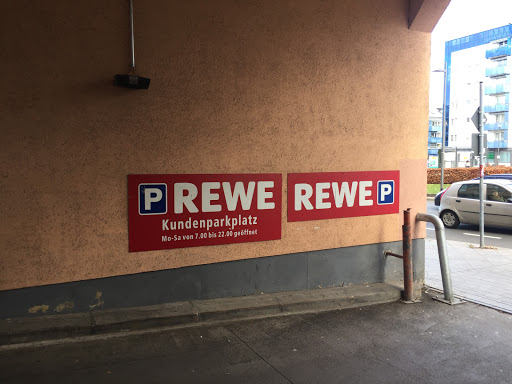 P REWE
Kundenparkplatz
Mo-Sa von 7.00 bis 22.00 geöffnet
REWE P